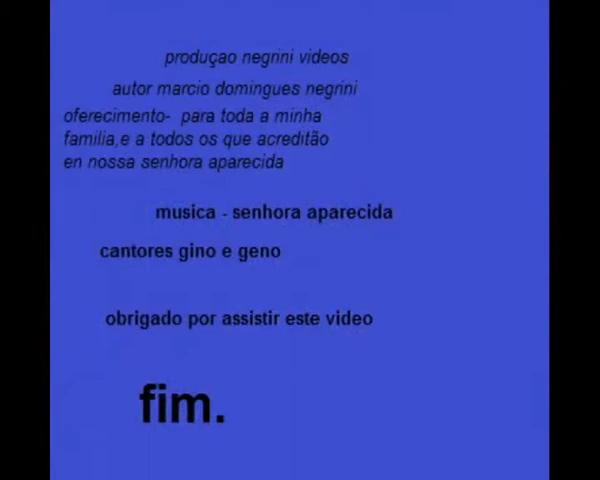 produçao negrini videos
autor marcio domingues negrini
oferecimento- para toda a minha
familia,e a todos os que acreditão
en nossa senhora aparecida
musica - senhora aparecida
cantores gino e geno
obrigado por assistir este video
fim.